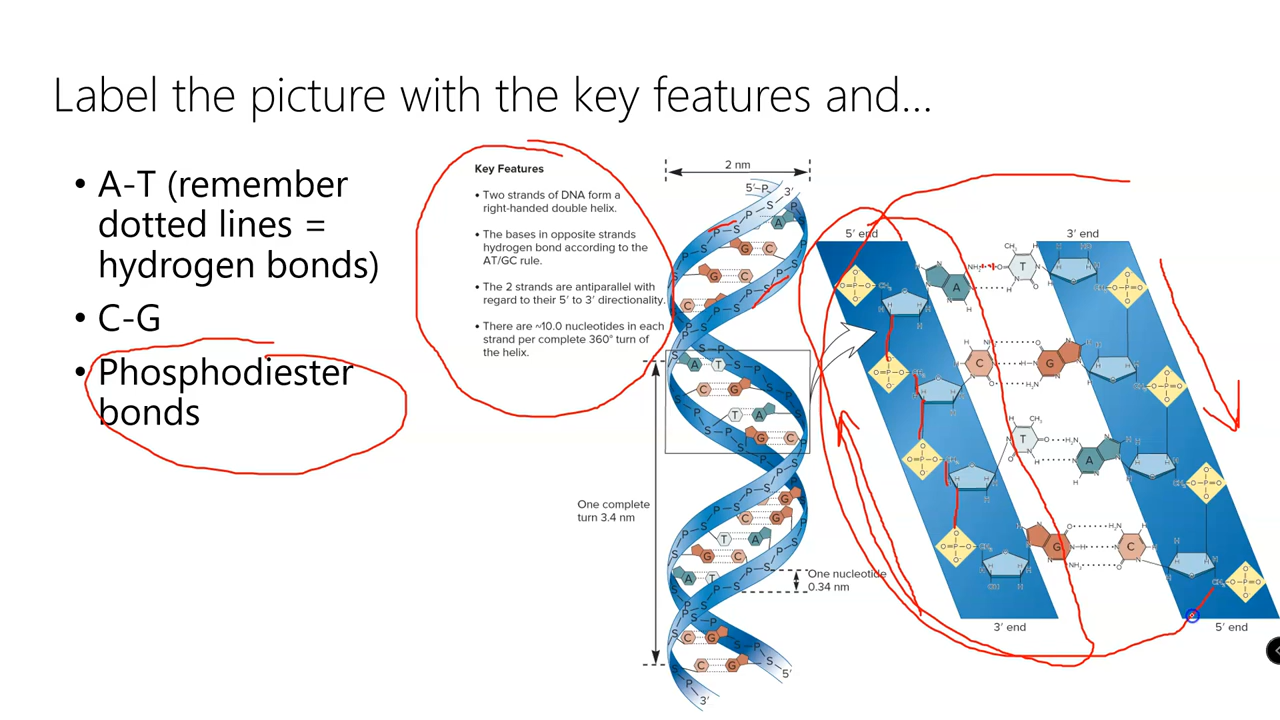 Label the picture with the key features and...
• A-T (remember
dotted lines =
hydrogen bonds)
• C-G
• Phosphodiester
bonds
Key Features
• Two strands of DNA form a
right-handed double helix.
• The bases in opposite strands
hydrogen bond according to the
AT/GC rule.
• The 2 strands are antiparallel with
regard to their 5′ to 3′ directionality.
• There are ~10.0 nucleotides in each
strand per complete 360° turn of
the helix.
2 nm
5′-P
3′
S
P
A
G C
G C
C
A T
C G
T A
G C
One complete
turn 3.4 nm
G
C G
T A
G C
A T
One nucleotide
0.34 nm
C G
C G
5′
3′
5′ end
3′ end
A
T
C
G
T
A
G
C
3′ end
5′ end